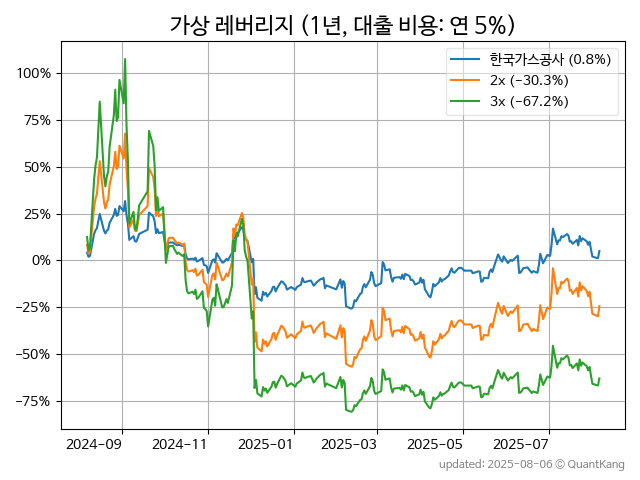 가상 레버리지 (1년, 대출 비용: 연 5%)
한국가스공사 (0.8%)
2x (−30.3%)
3x (−67.2%)
100%
75%
50%
25%
0%
−25%
−50%
−75%
2024-09
2024-11
2025-01
2025-03
2025-05
2025-07
updated: 2025-08-06 © QuantKang